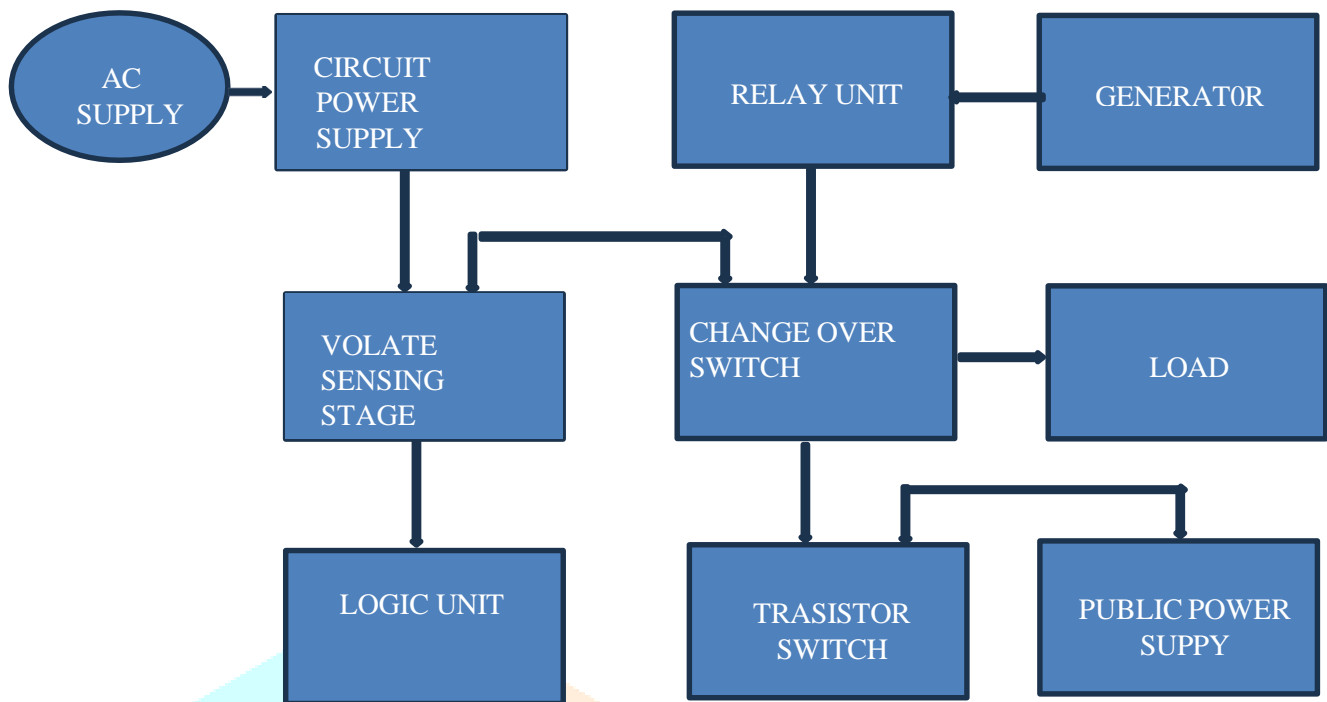 AC
SUPPLY
CIRCUIT
POWER
SUPPLY
RELAY UNIT
GENERAT0R
VOLATE
SENSING
STAGE
CHANGE OVER
SWITCH
LOAD
LOGIC UNIT
TRASISTOR
SWITCH
PUBLIC POWER
SUPPY